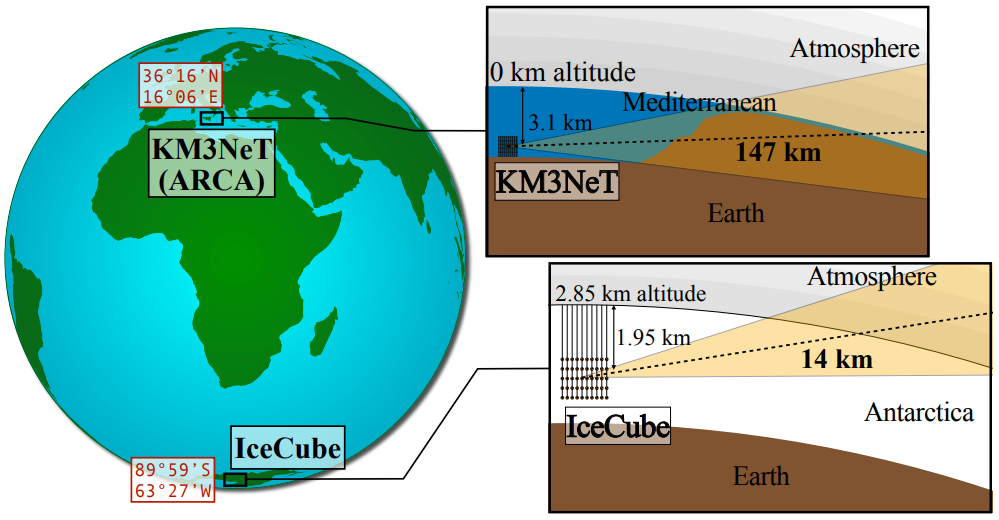 36°16'N
16°06'E
KM3NeT
(ARCA)
IceCube
89°59'S
63°27'W
Atmosphere
0 km altitude
Mediterranean
3.1 km
147 km
KM3NeT
Earth
Atmosphere
2.85 km altitude
1.95 km
14 km
Antarctica
IceCube
Earth